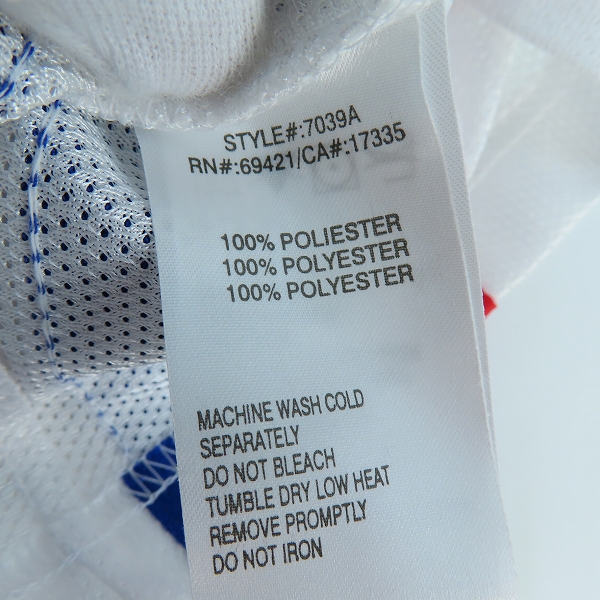 STYLE#:7039A
RN#:69421/CA#:17335
100% POLIESTER
100% POLYESTER
100% POLYESTER
MACHINE WASH COLD
SEPARATELY
DO NOT BLEACH
TUMBLE DRY LOW HEAT
REMOVE PROMPTLY
DO NOT IRON